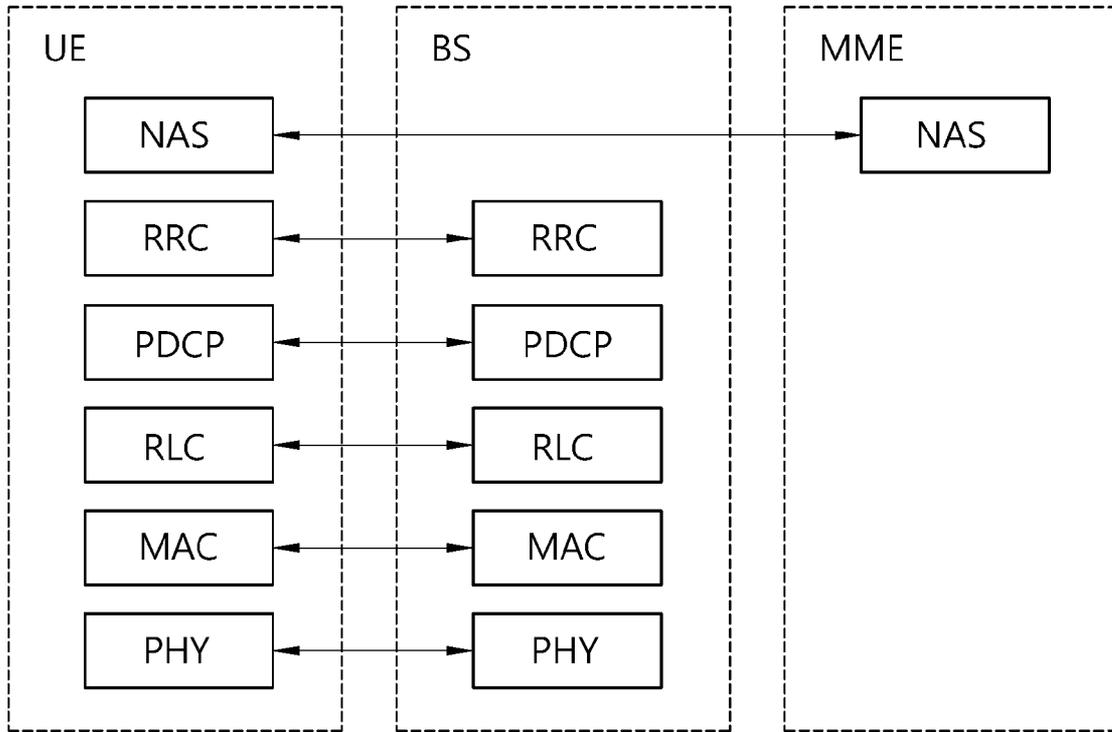 UE BS MME
NAS NAS
RRC RRC
PDCP PDCP
RLC RLC
MAC MAC
PHY PHY